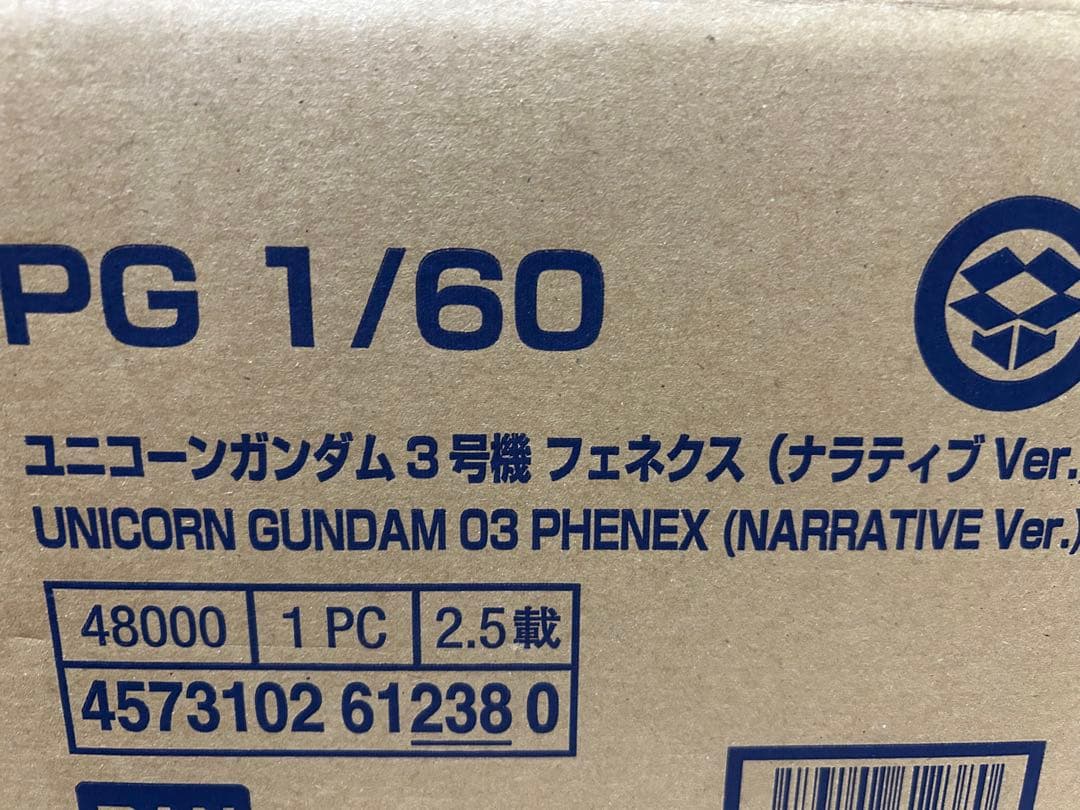 PG 1/60
ユニコーンガンダム 3 号機 フェネクス（ナラティブ Ver.）
UNICORN GUNDAM 03 PHENEX (NARRATIVE Ver.)
48000 1 PC 2.5載
4573102 61238 0